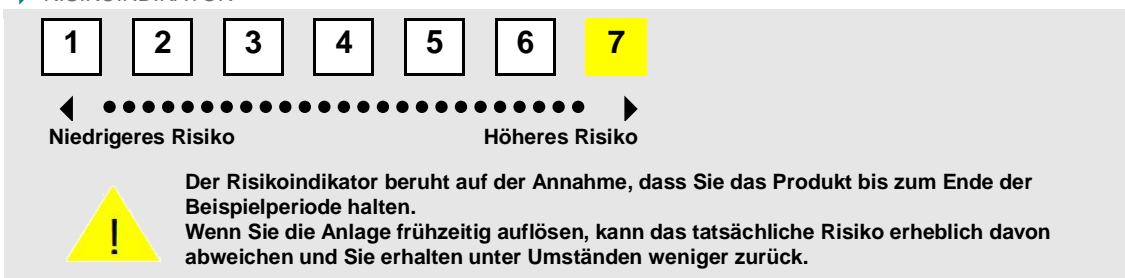 1 2 3 4 5 6 7
Niedrigeres Risiko Höheres Risiko
Der Risikoindikator beruht auf der Annahme, dass Sie das Produkt bis zum Ende der
Beispielperiode halten.
! Wenn Sie die Anlage frühzeitig auflösen, kann das tatsächliche Risiko erheblich davon
abweichen und Sie erhalten unter Umständen weniger zurück.